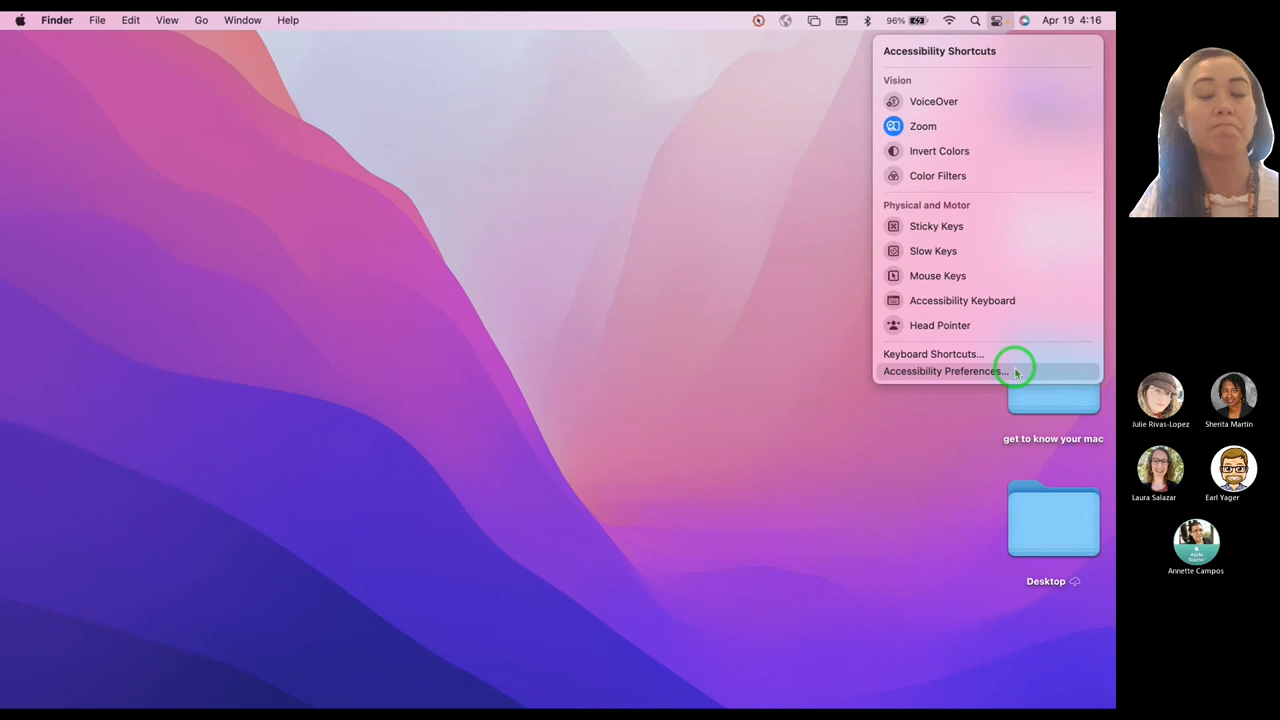 Finder File Edit View Go Window Help 96% Apr 19 4:16
Accessibility Shortcuts
Vision
VoiceOver
Zoom
Invert Colors
Color Filters
Physical and Motor
Sticky Keys
Slow Keys
Mouse Keys
Accessibility Keyboard
Head Pointer
Keyboard Shortcuts...
Accessibility Preferences...
get to know your mac
Desktop
Julie Rivas-Lopez
Sherita Martin
Laura Salazar
Earl Yager
Apple
Teacher
Annette Campos